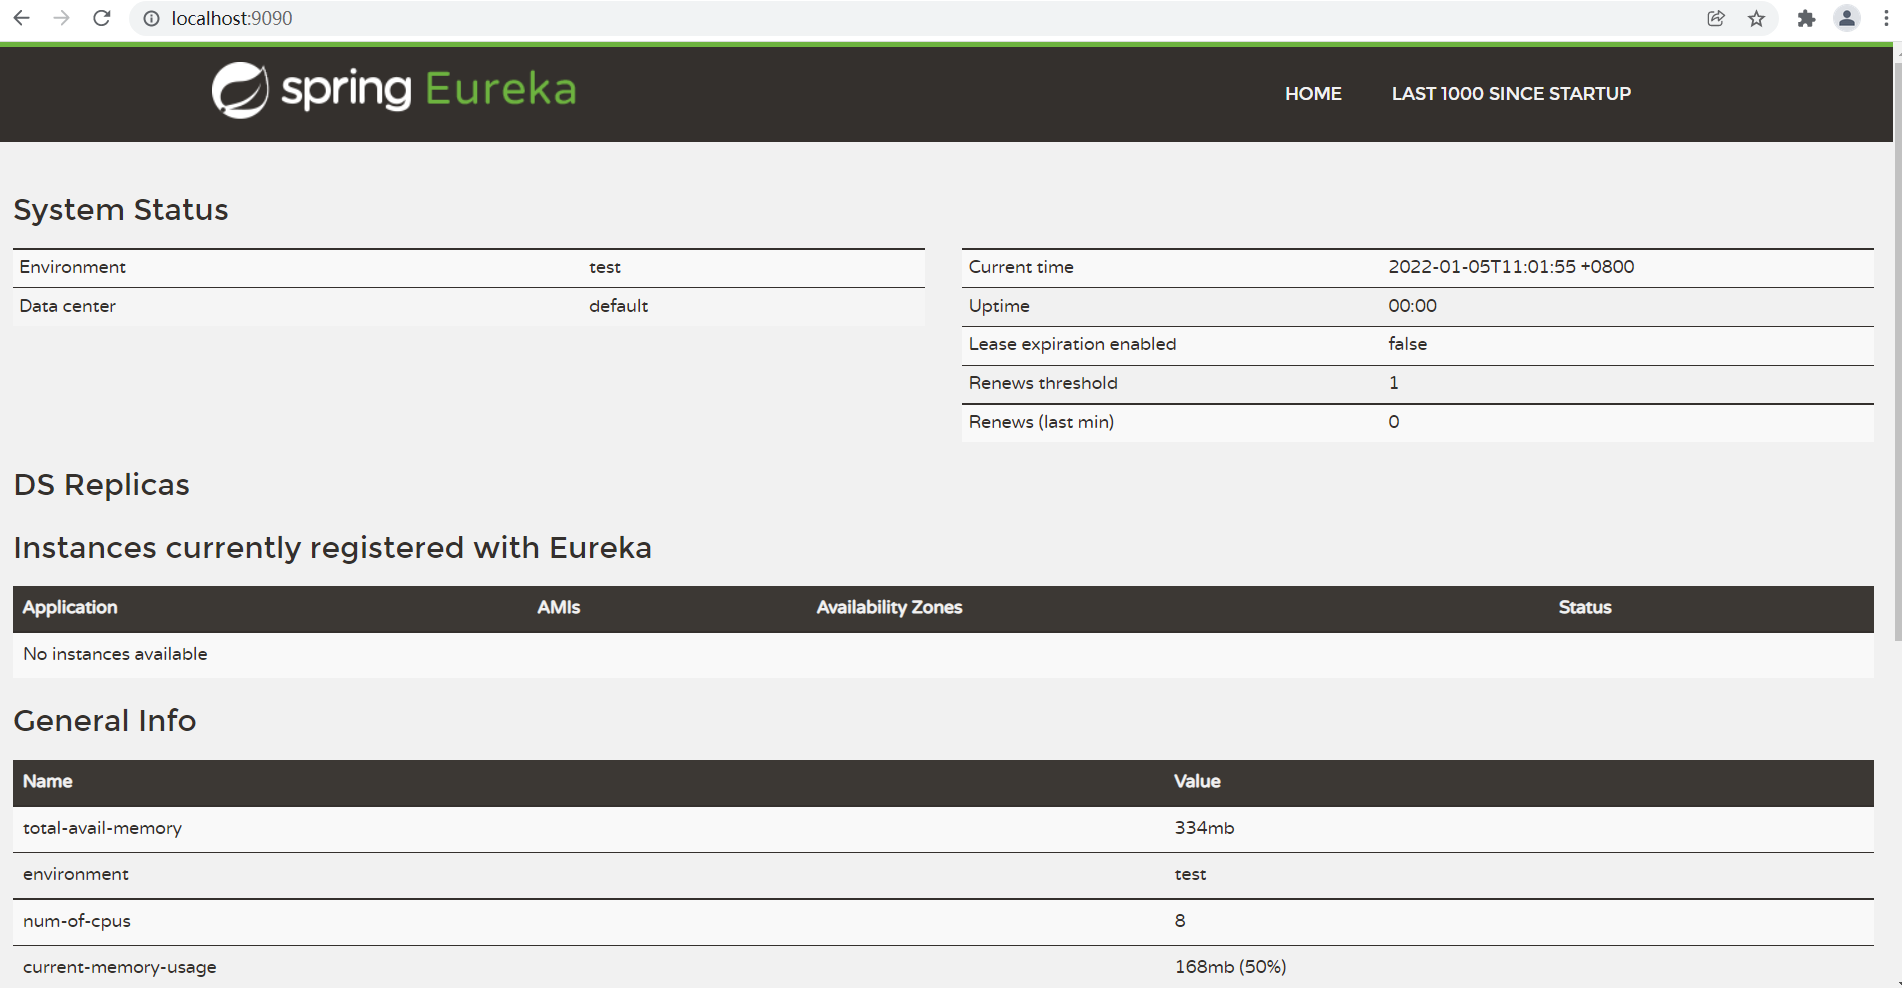 localhost:9090
spring Eureka
HOME LAST 1000 SINCE STARTUP
System Status
Environment test
Data center default
Current time 2022-01-05T11:01:55 +0800
Uptime 00:00
Lease expiration enabled false
Renews threshold 1
Renews (last min) 0
DS Replicas
Instances currently registered with Eureka
Application AMIs Availability Zones Status
No instances available
General Info
Name Value
total-avail-memory 334mb
environment test
num-of-cpus 8
current-memory-usage 168mb (50%)